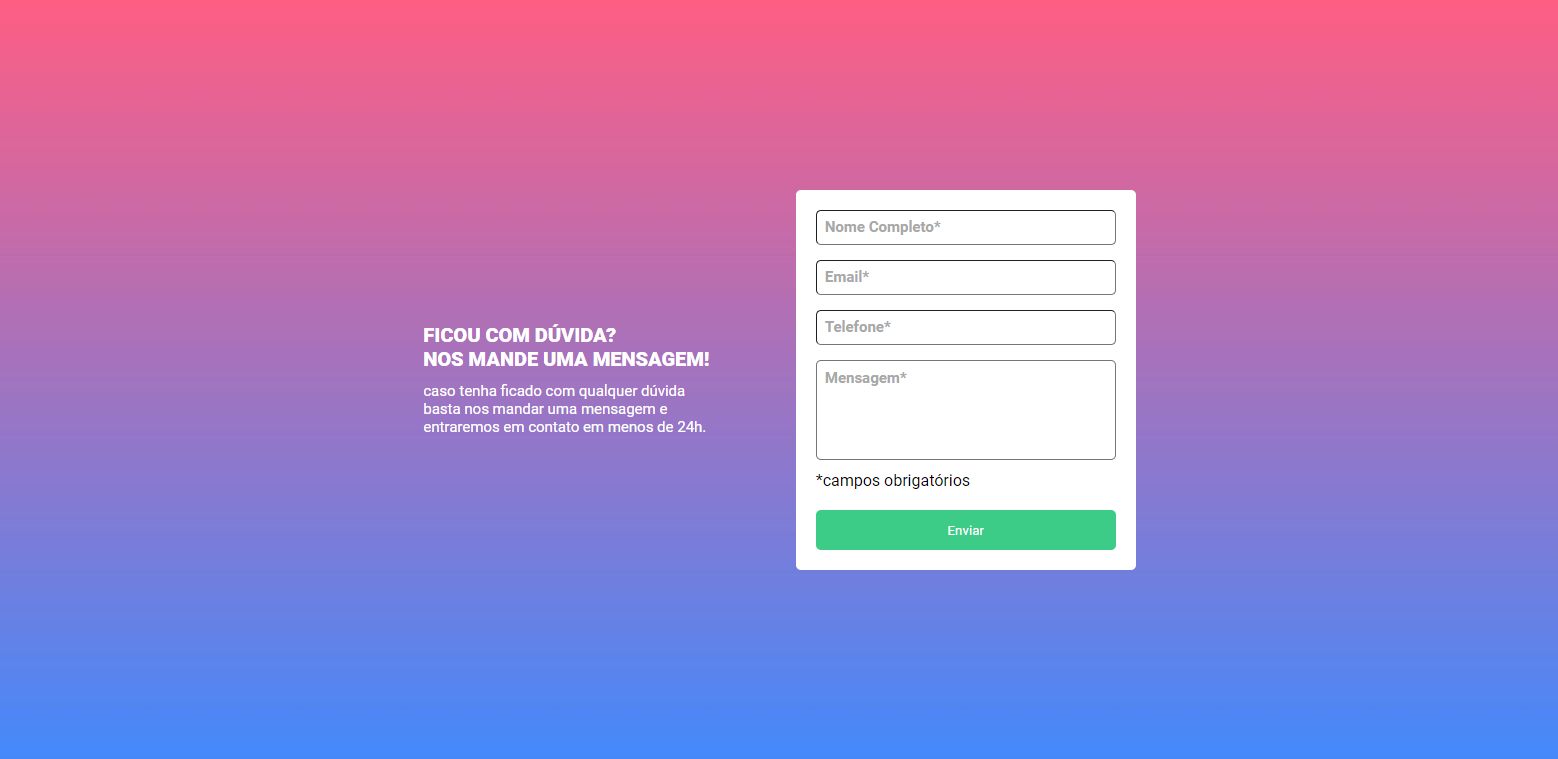 FICOU COM DÚVIDA?
NOS MANDE UMA MENSAGEM!
caso tenha ficado com qualquer dúvida
basta nos mandar uma mensagem e
entraremos em contato em menos de 24h.
Nome Completo*
Email*
Telefone*
Mensagem*
*campos obrigatórios
Enviar